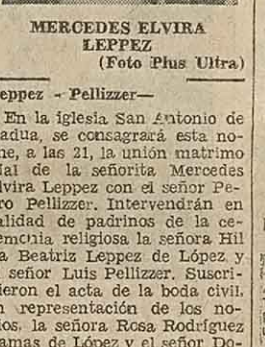 MERCEDES ELVIRA
LEPPEZ
(Foto Plus Ultra)
eppez - Pellizzer—
En la iglesia San Antonio de
adua, se consagrará esta no-
he, a las 21, la unión matrimo
ial de la señorita Mercedes
lvira Leppez con el señor Pe-
ro Pellizzer. Intervendrán en
alidad de padrinos de la ce-
emonia religiosa la señora Hil
a Beatriz Leppez de López y
señor Luis Pellizzer. Suscri-
ieron el acta de la boda civil,
n representación de los no-
ios, la señora Rosa Rodríguez
amas de López y el señor Do-